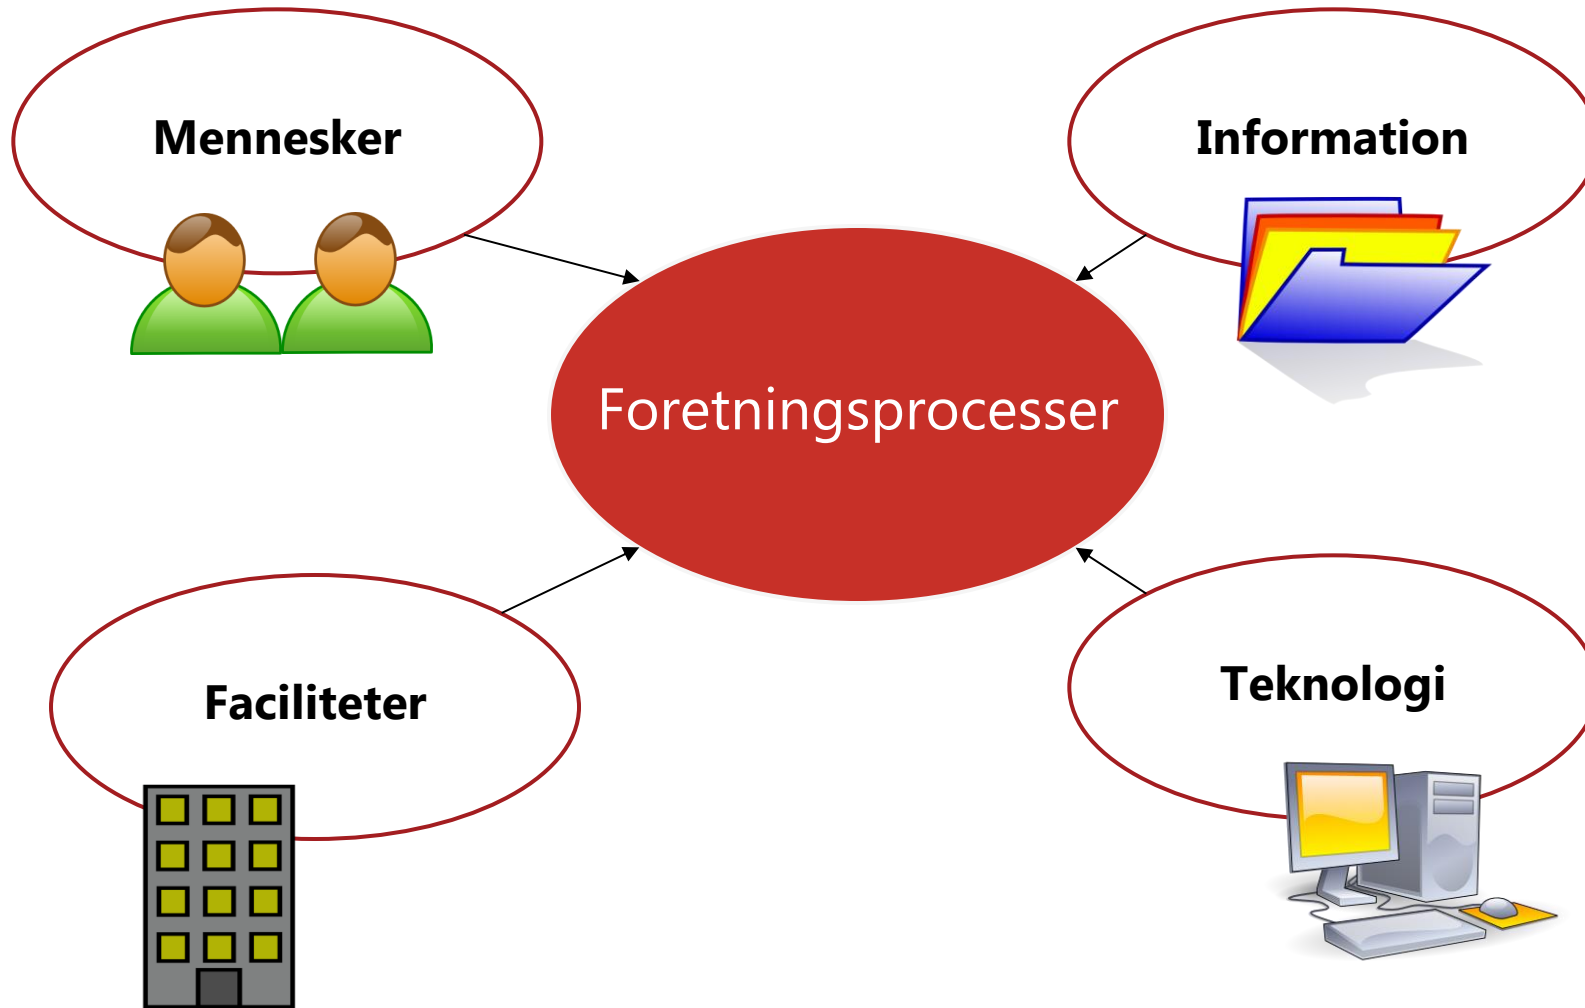 Mennesker
Information
Foretningsprocesser
Faciliteter
Teknologi